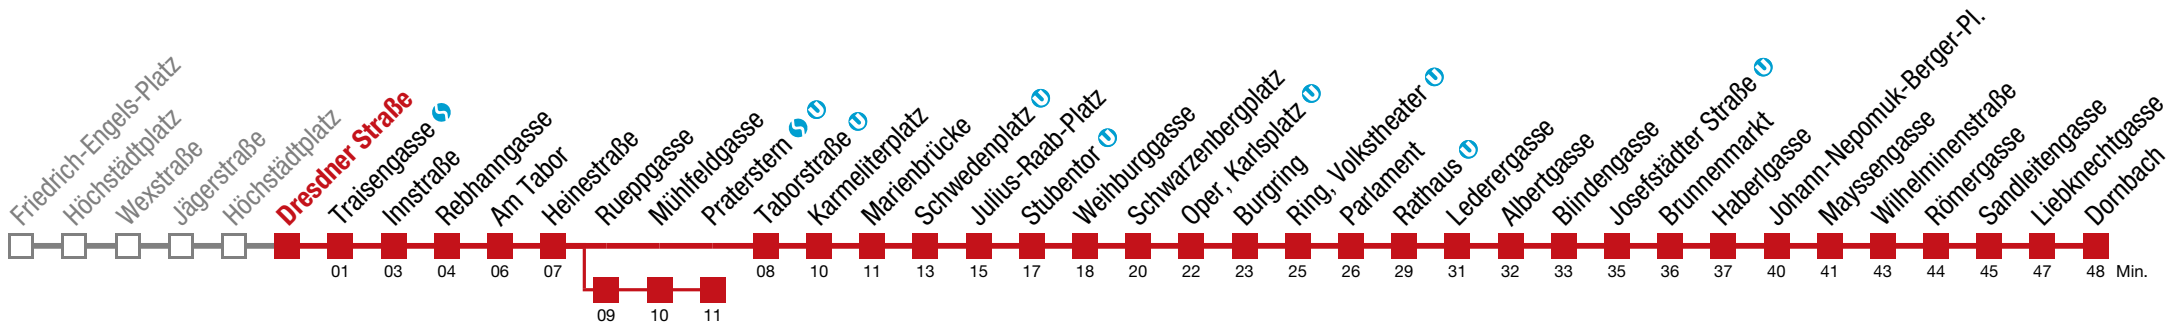 Friedrich-Engels-Platz
Höchstädtplatz
Wexstraße
Jägerstraße
Höchstädtplatz
Dresdner Straße
Traisengasse
Innstraße
Rebhanngasse
Am Tabor
Heinestraße
Rueppgasse
Mühlfeldgasse
Praterstern
Taborstraße
Karmeliterplatz
Marienbrücke
Schwedenplatz
Julius-Raab-Platz
Stubentor
Weihburggasse
Schwarzenbergplatz
Oper, Karlsplatz
Burgring
Ring, Volkstheater
Parlament
Rathaus
Lederergasse
Albertgasse
Blindengasse
Josefstädter Straße
Brunnenmarkt
Haberlgasse
Johann-Nepomuk-Berger-Pl.
Mayssengasse
Wilhelminenstraße
Römergasse
Sandleitengasse
Liebknechtgasse
Dornbach
01 03 04 06 07 08 10 11 13 15 17 18 20 22 23 25 26 29 31 32 33 35 36 37 40 41 43 44 45 47 48 Min.
09 10 11